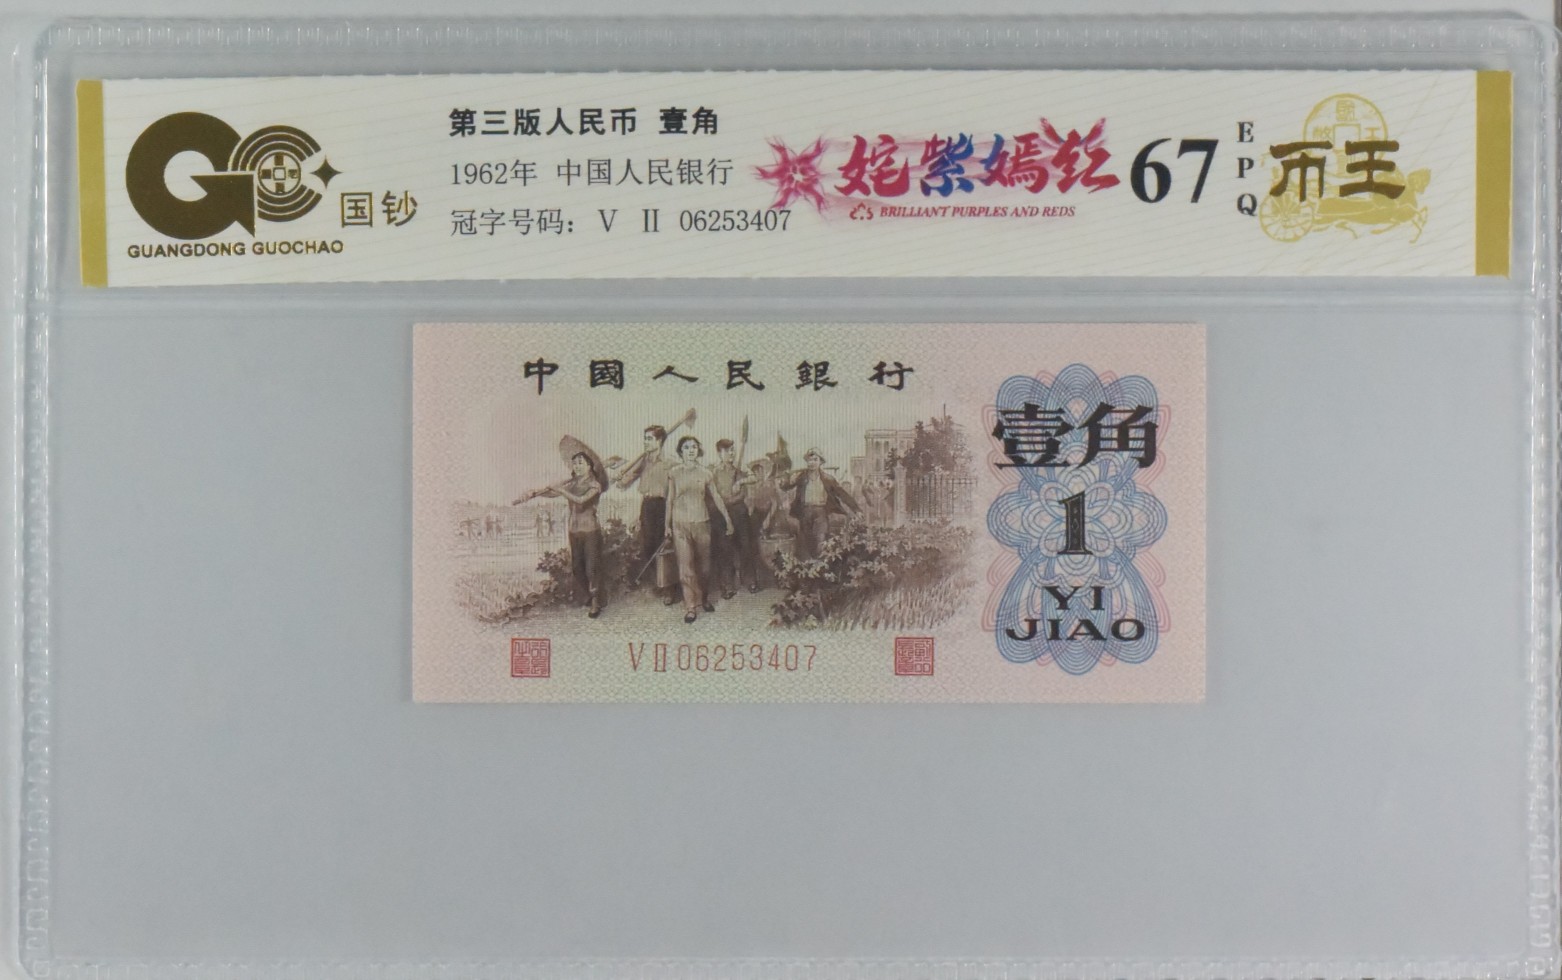 国钞
GUANGDONG GUOCHAO
第三版人民币 壹角
1962年 中国人民银行
冠字号码: V II 06253407
姹紫嫣红
BRILLIANT PURPLES AND REDS
67
EPQ
币王
中國人民銀行
壹角
1
YI
JIAO
V II 06253407